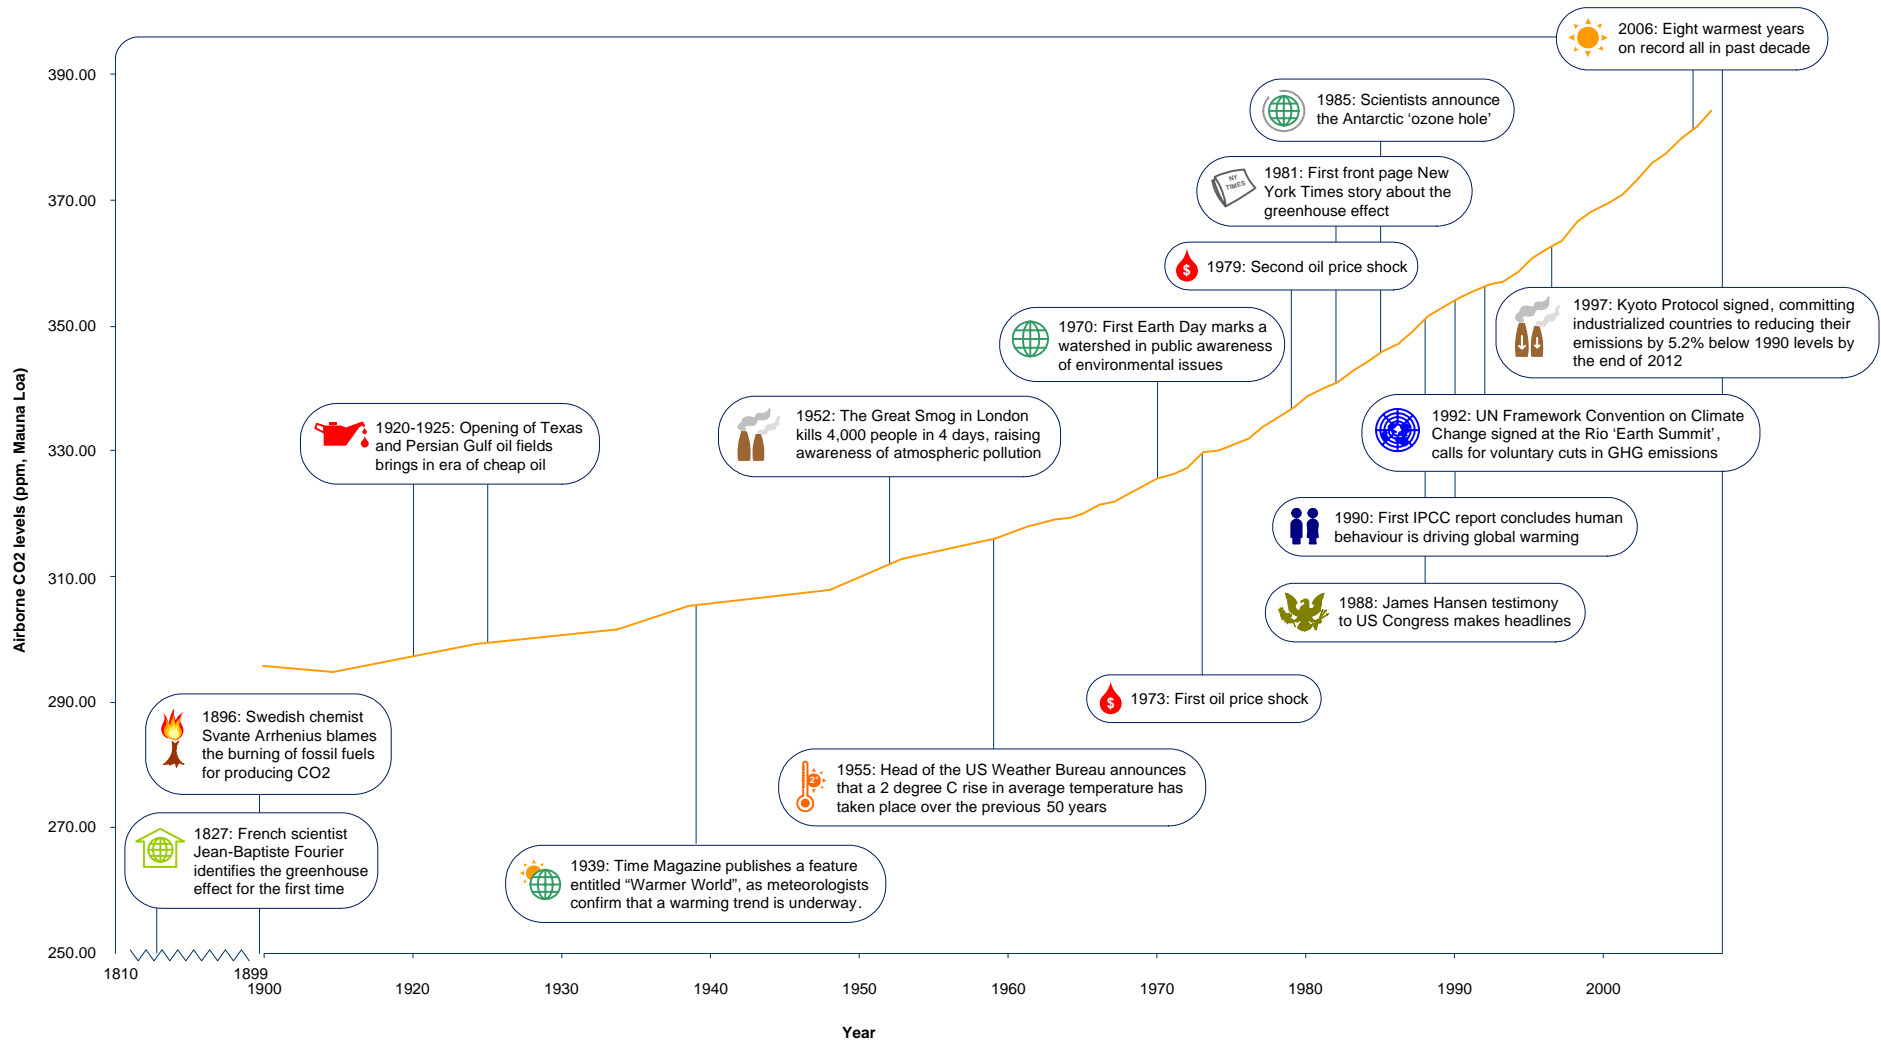 2006: Eight warmest years
on record all in past decade
390.00
1985: Scientists announce
the Antarctic ‘ozone hole’
NY
TIMES
1981: First front page New
York Times story about the
greenhouse effect
370.00
$
1979: Second oil price shock
1997: Kyoto Protocol signed, committing
industrialized countries to reducing their
emissions by 5.2% below 1990 levels by
the end of 2012
350.00
1970: First Earth Day marks a
watershed in public awareness
of environmental issues
1952: The Great Smog in London
kills 4,000 people in 4 days, raising
awareness of atmospheric pollution
1992: UN Framework Convention on Climate
Change signed at the Rio ‘Earth Summit’,
calls for voluntary cuts in GHG emissions
1920-1925: Opening of Texas
and Persian Gulf oil fields
brings in era of cheap oil
330.00
Airborne CO2 levels (ppm, Mauna Loa)
1990: First IPCC report concludes human
behaviour is driving global warming
310.00
1988: James Hansen testimony
to US Congress makes headlines
290.00
$
1973: First oil price shock
1896: Swedish chemist
Svante Arrhenius blames
the burning of fossil fuels
for producing CO2
2°
1955: Head of the US Weather Bureau announces
that a 2 degree C rise in average temperature has
taken place over the previous 50 years
270.00
1827: French scientist
Jean-Baptiste Fourier
identifies the greenhouse
effect for the first time
1939: Time Magazine publishes a feature
entitled “Warmer World”, as meteorologists
confirm that a warming trend is underway.
250.00
1810
1899
1900
1920
1930
1940
1950
1960
1970
1980
1990
2000
Year